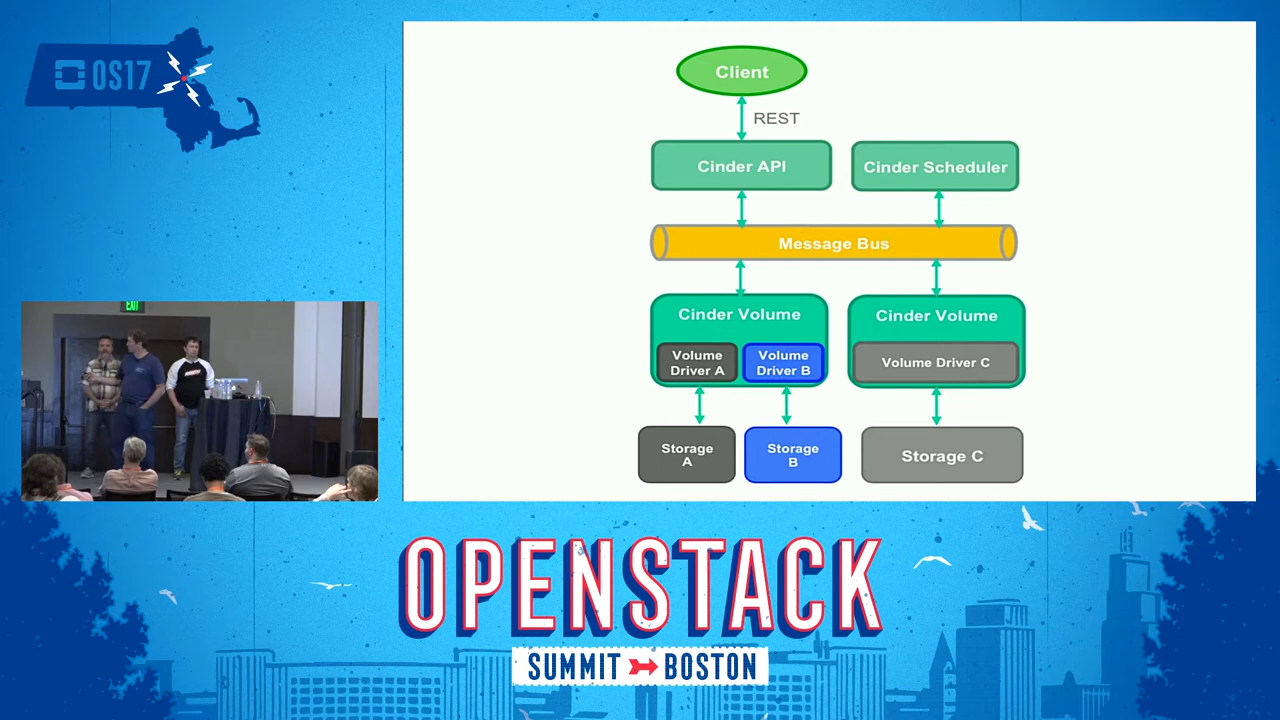 OS17
Client
REST
Cinder API
Cinder Scheduler
Message Bus
Cinder Volume
Cinder Volume
Volume
Driver A
Volume
Driver B
Volume Driver C
Storage
A
Storage
B
Storage C
EXIT
OPENSTACK
SUMMIT BOSTON